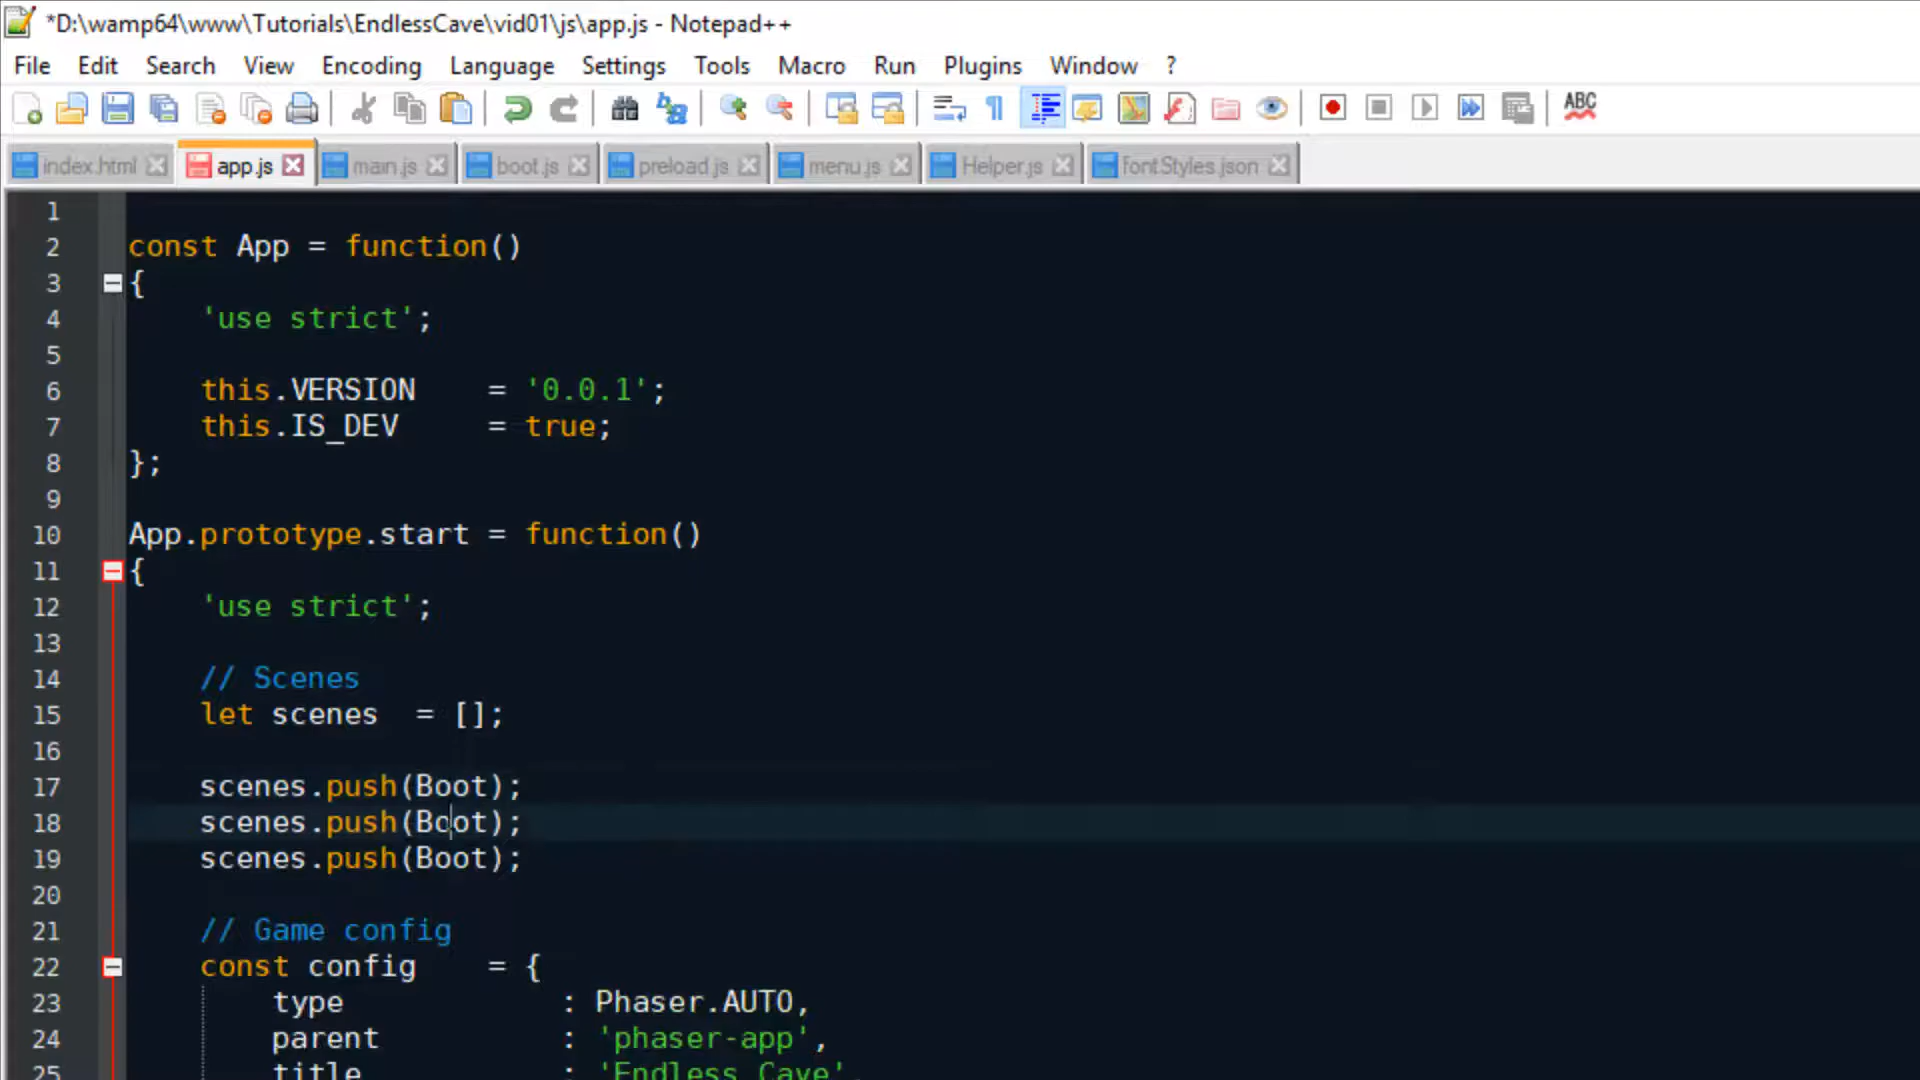 *D:\wamp64\www\Tutorials\EndlessCave\vid01\js\app.js - Notepad++
File Edit Search View Encoding Language Settings Tools Macro Run Plugins Window ?
ABC
index.html app.js main.js boot.js preload.js menu.js Helper.js fontStyles.json
1
2 const App = function()
3 {
4 'use strict';
5
6 this.VERSION = '0.0.1';
7 this.IS_DEV = true;
8 };
9
10 App.prototype.start = function()
11 {
12 'use strict';
13
14 // Scenes
15 let scenes = [];
16
17 scenes.push(Boot);
18 scenes.push(Boot);
19 scenes.push(Boot);
20
21 // Game config
22 const config = {
23 type : Phaser.AUTO,
24 parent : 'phaser-app',
25 title : 'Endless Cave',